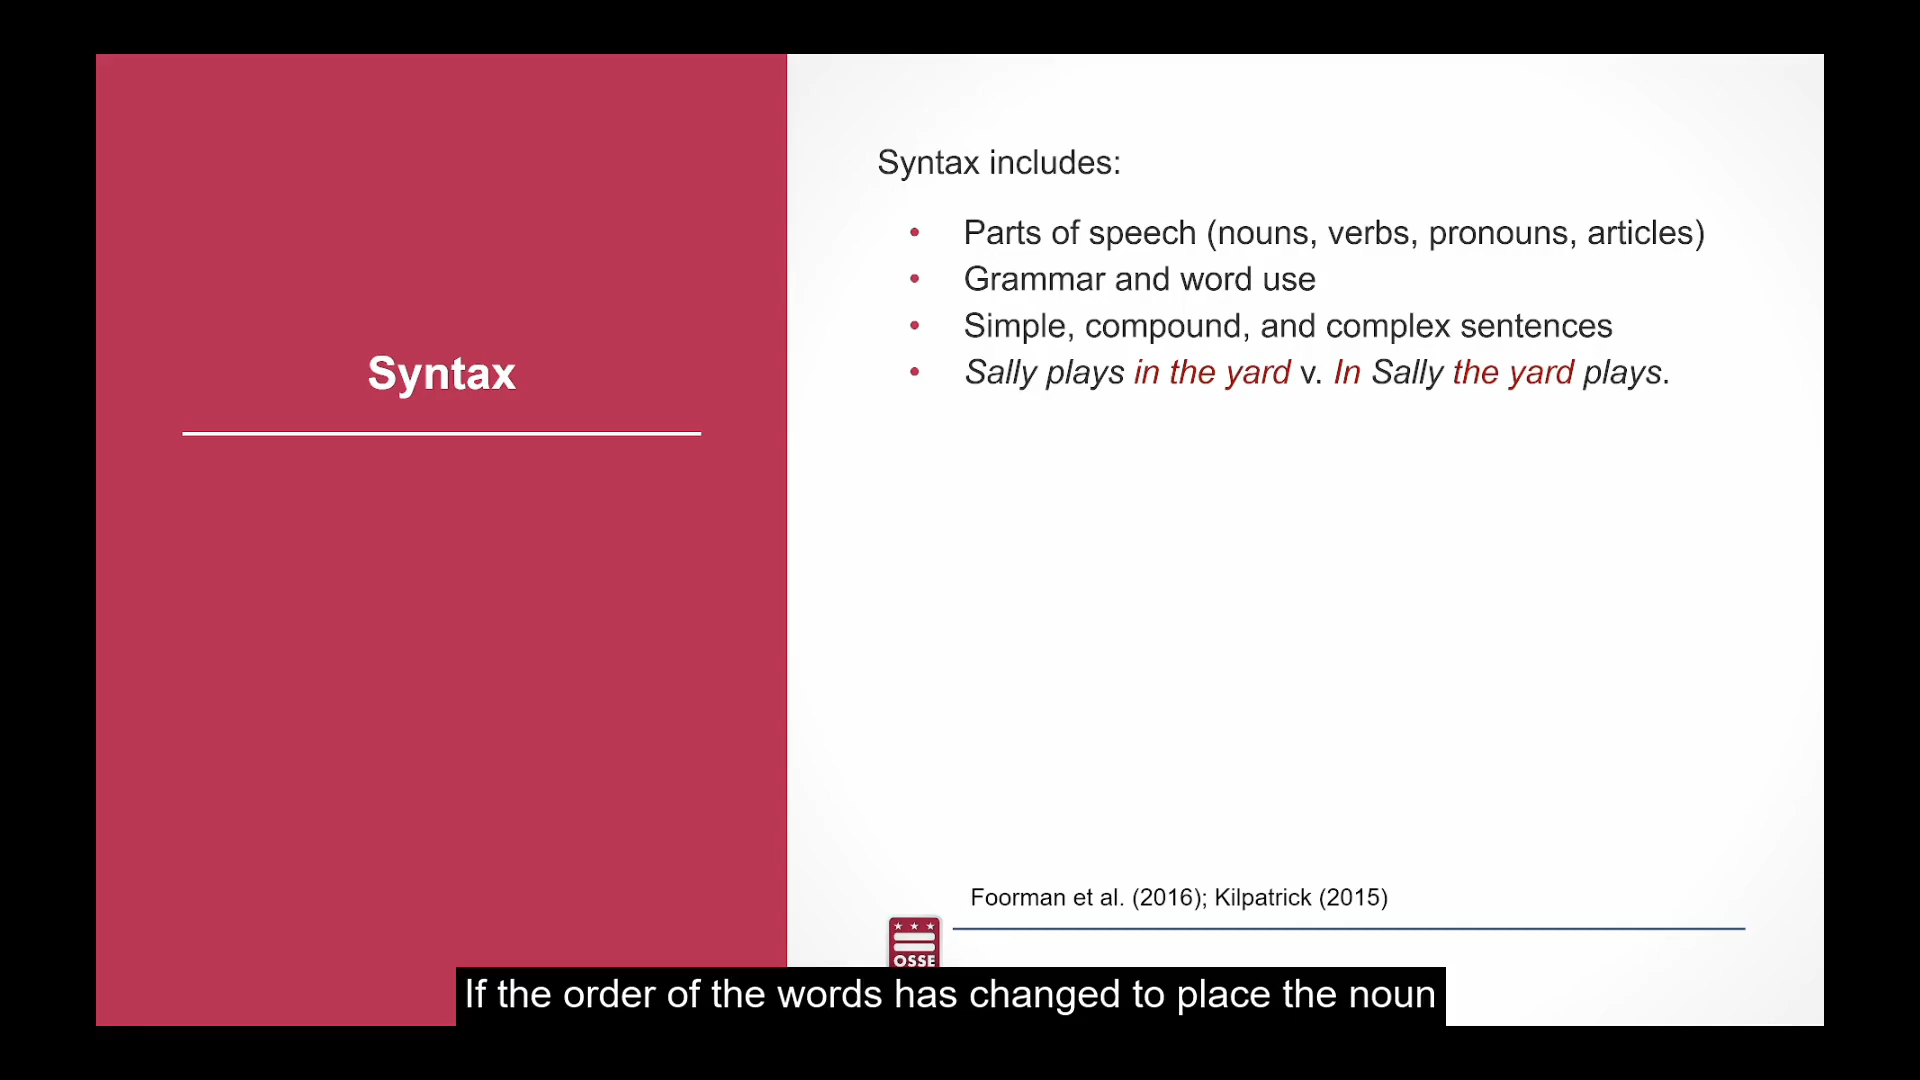 Syntax
Syntax includes:
• Parts of speech (nouns, verbs, pronouns, articles)
• Grammar and word use
• Simple, compound, and complex sentences
• Sally plays in the yard v. In Sally the yard plays.
Foorman et al. (2016); Kilpatrick (2015)
OSSE
If the order of the words has changed to place the noun